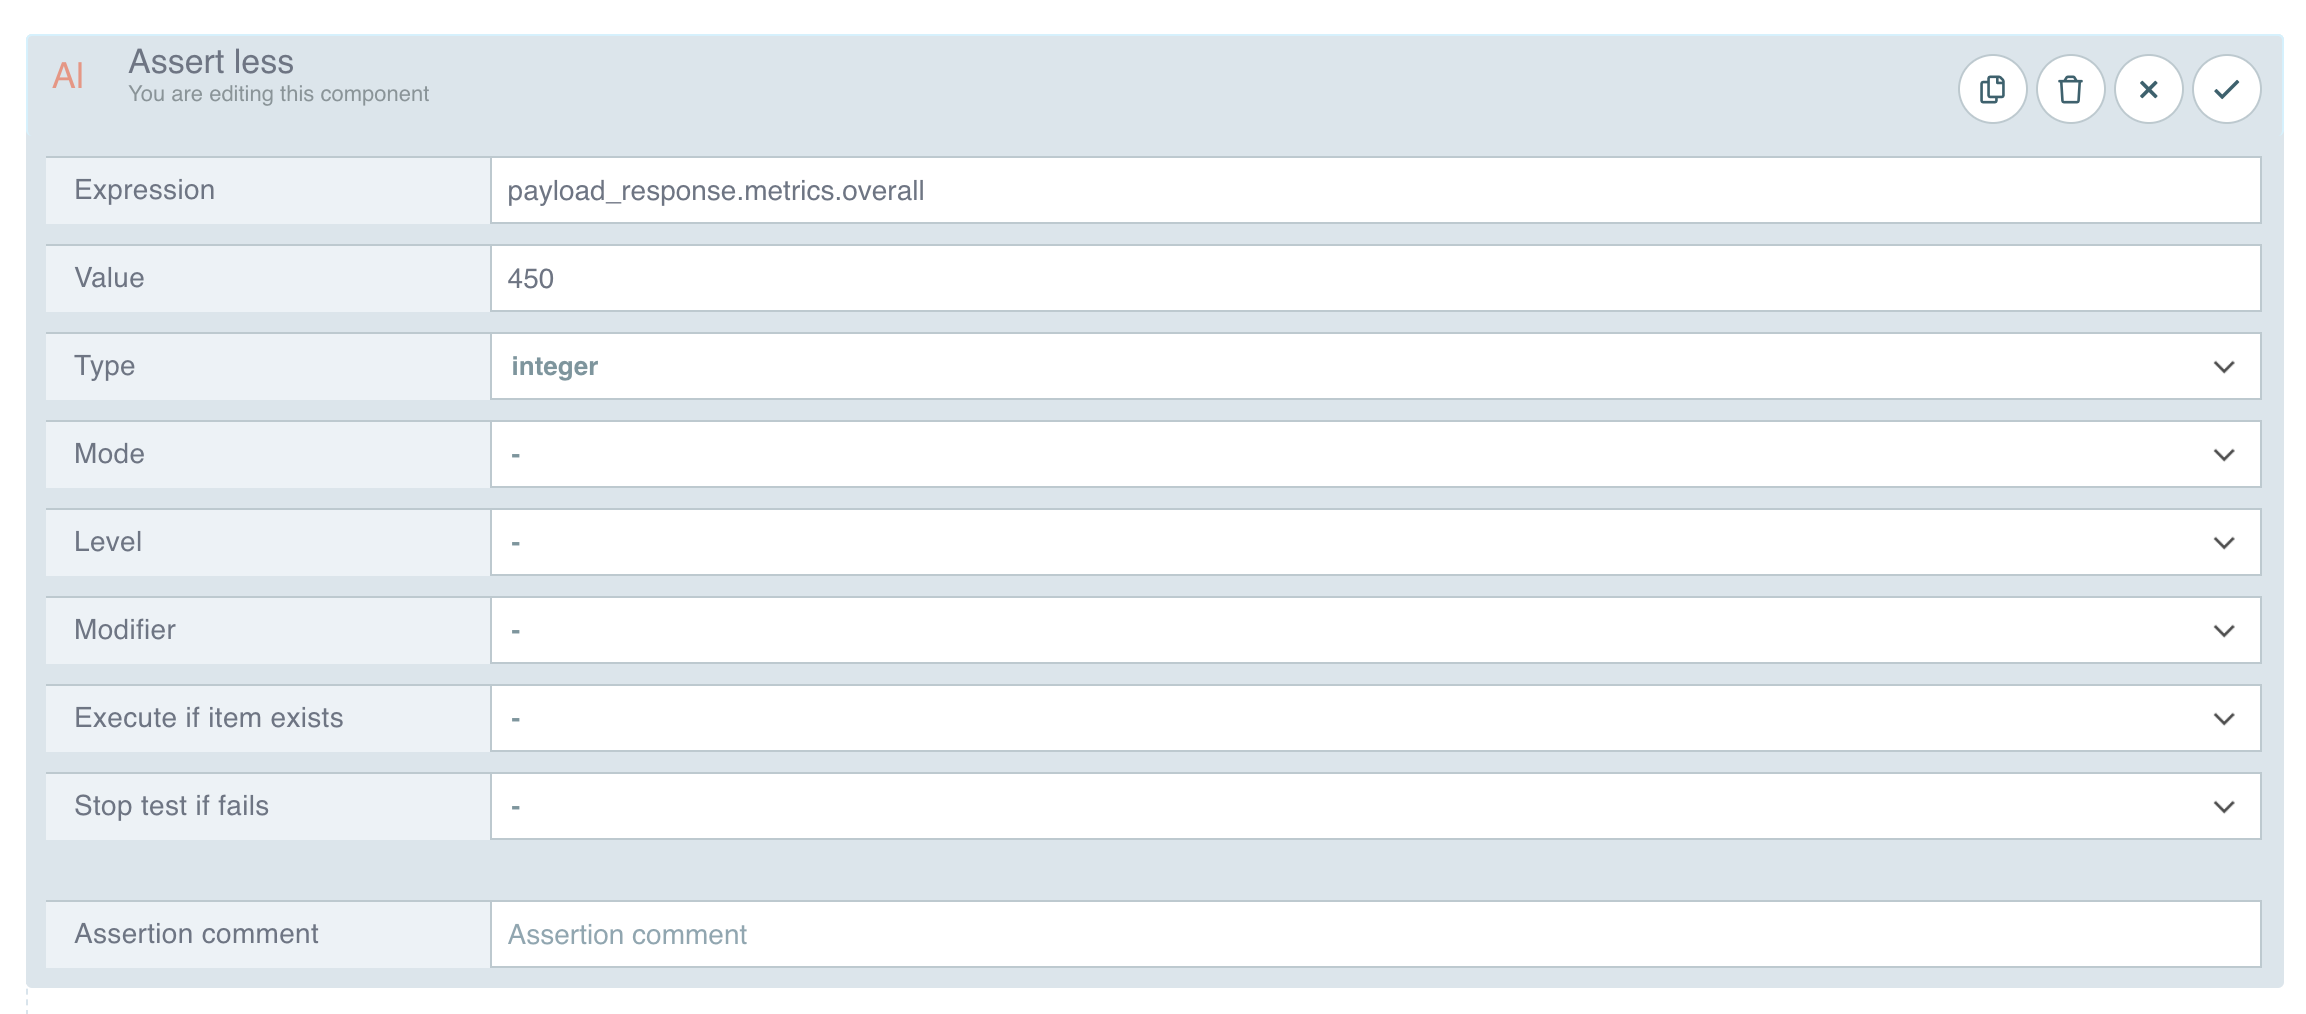 Al
Assert less
You are editing this component
Expression
payload_response.metrics.overall
Value
450
Type
integer
Mode
-
Level
-
Modifier
-
Execute if item exists
-
Stop test if fails
-
Assertion comment
Assertion comment